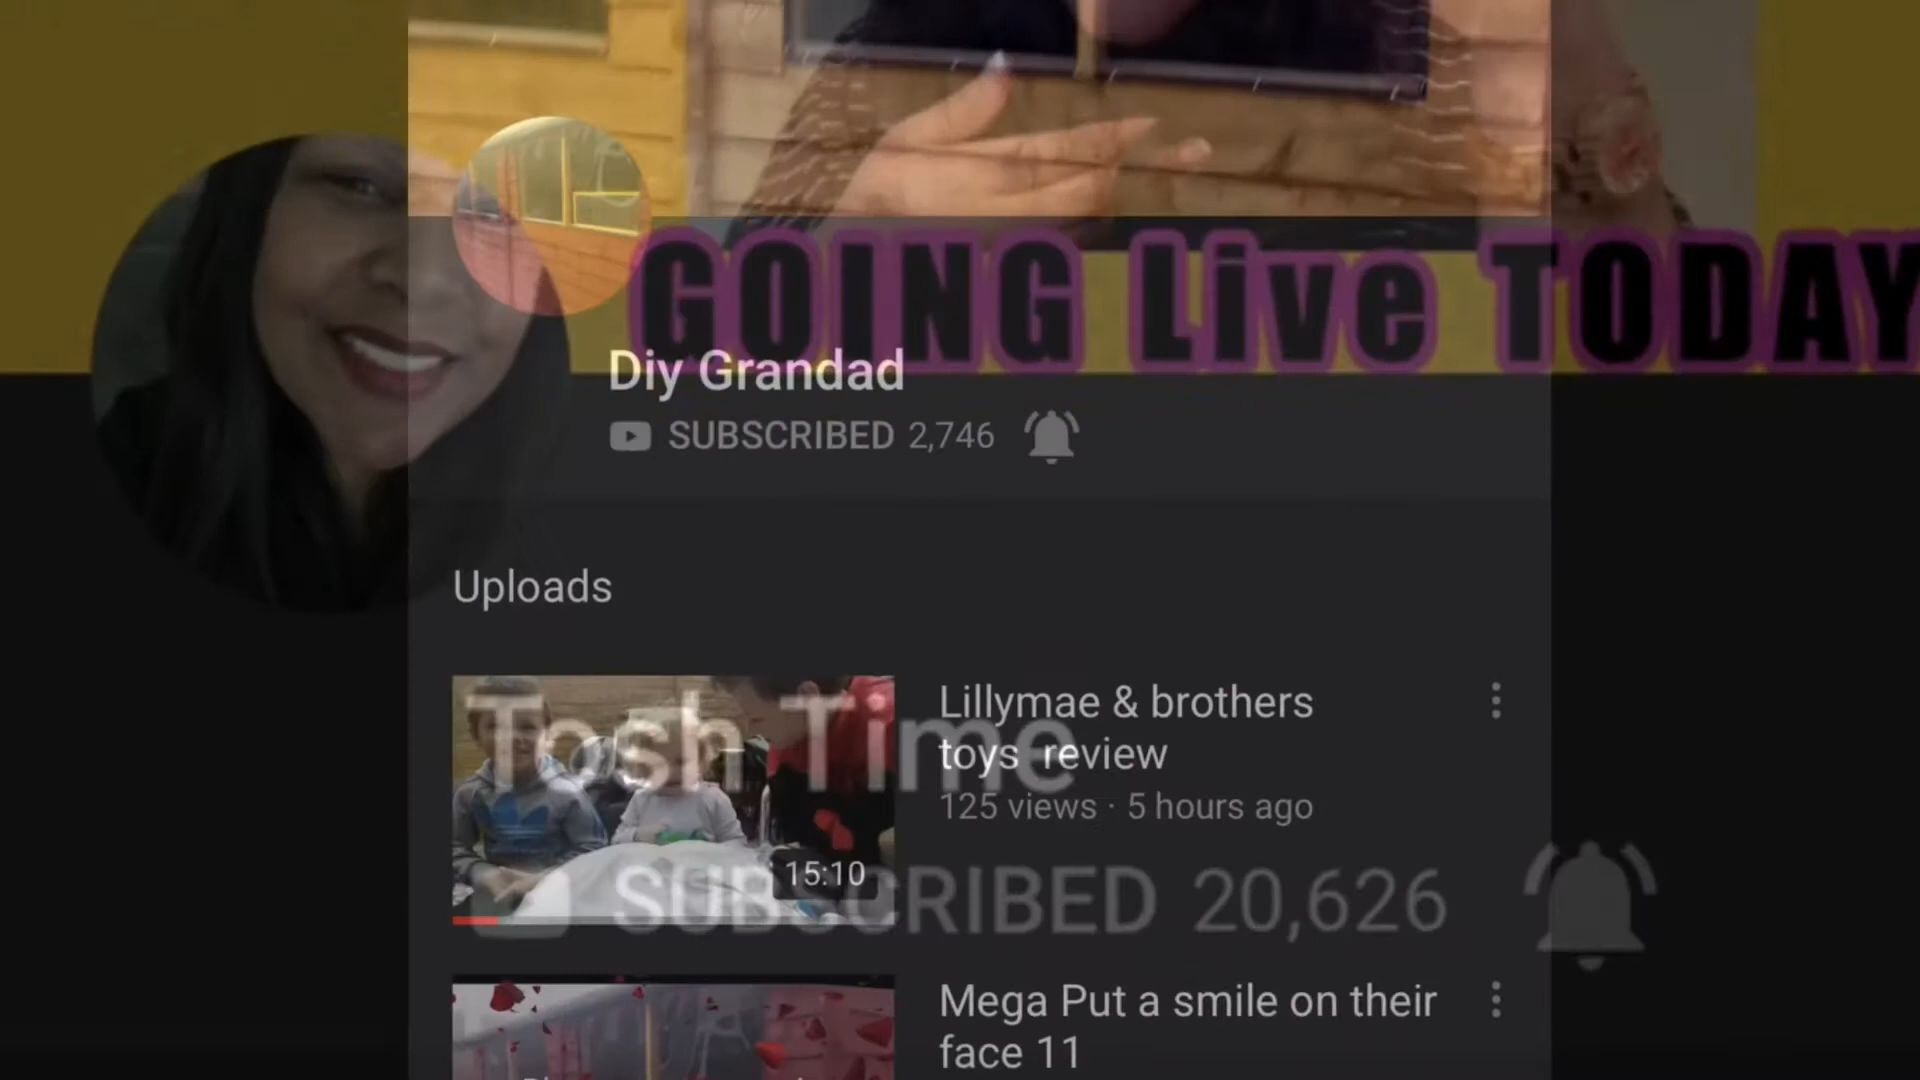 GOING Live TODAY
Diy Grandad
SUBSCRIBED 2,746
Uploads
Lillymae & brothers
toys review
125 views · 5 hours ago
15:10
Tosh Time
SUBSCRIBED 20,626
Mega Put a smile on their
face 11